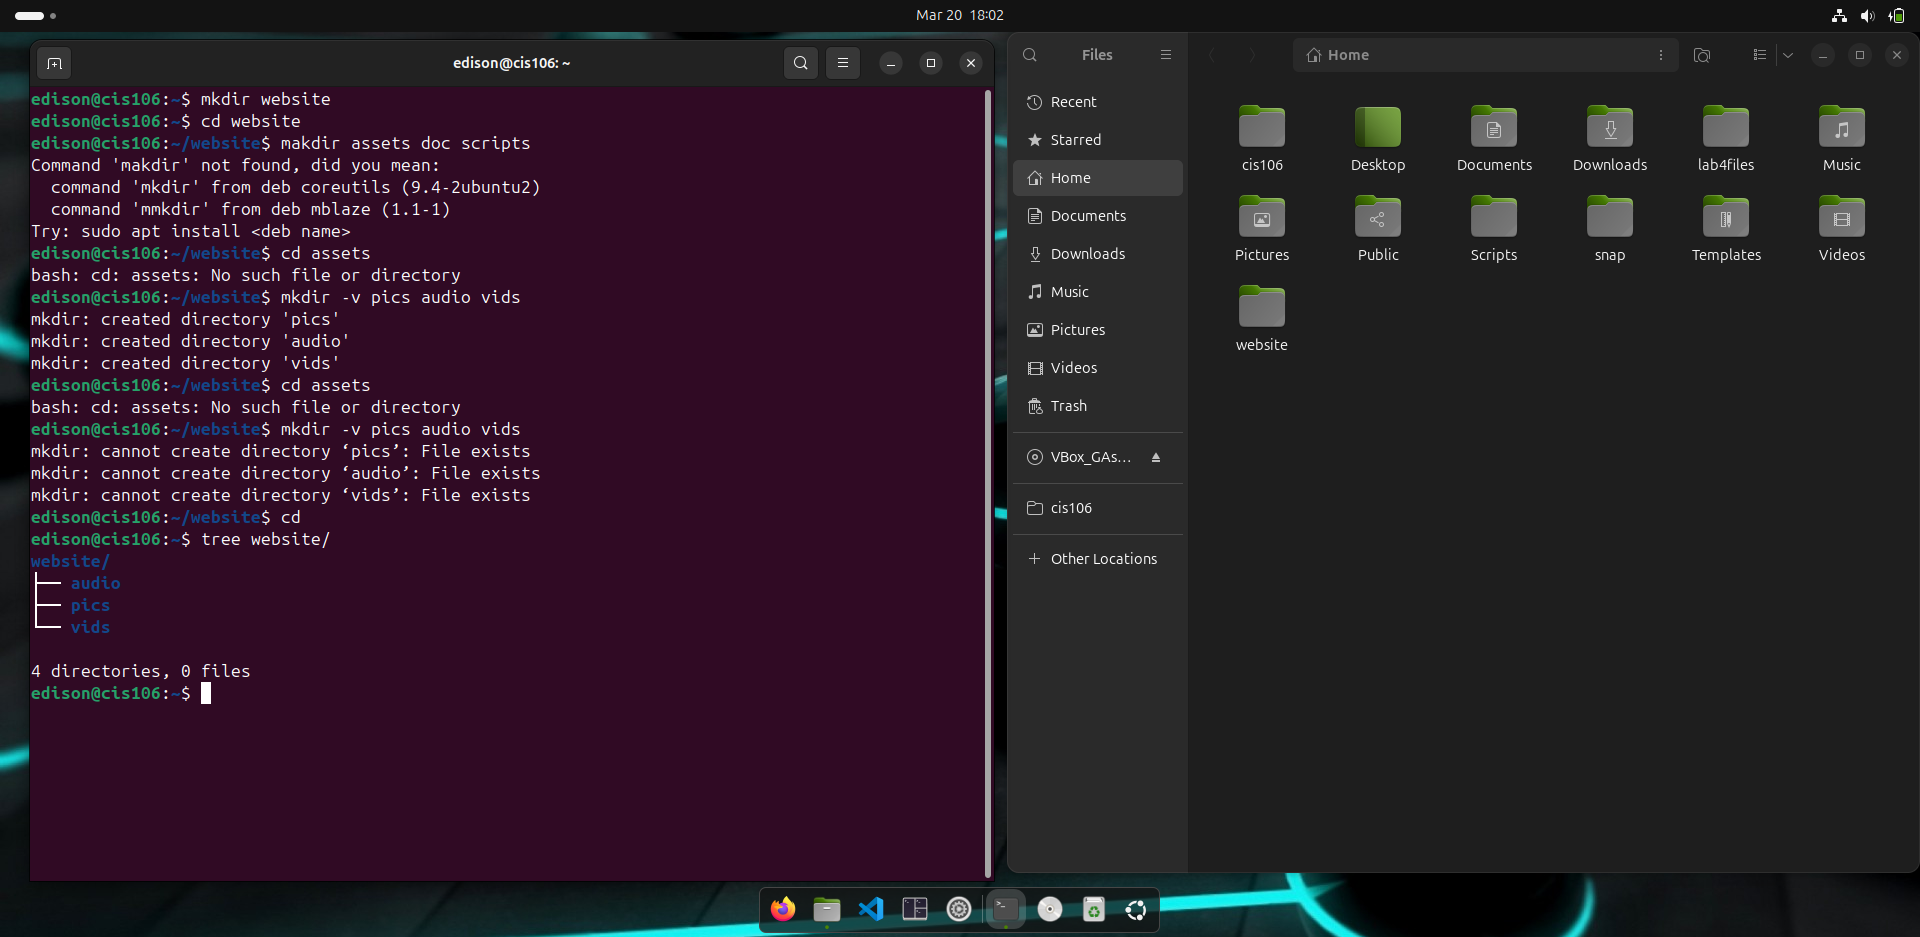 Mar 20 18:02
edison@cis106: ~
edison@cis106:~$ mkdir website
edison@cis106:~$ cd website
edison@cis106:~/website$ makdir assets doc scripts
Command 'makdir' not found, did you mean:
  command 'mkdir' from deb coreutils (9.4-2ubuntu2)
  command 'mmkdir' from deb mblaze (1.1-1)
Try: sudo apt install <deb name>
edison@cis106:~/website$ cd assets
bash: cd: assets: No such file or directory
edison@cis106:~/website$ mkdir -v pics audio vids
mkdir: created directory 'pics'
mkdir: created directory 'audio'
mkdir: created directory 'vids'
edison@cis106:~/website$ cd assets
bash: cd: assets: No such file or directory
edison@cis106:~/website$ mkdir -v pics audio vids
mkdir: cannot create directory ‘pics’: File exists
mkdir: cannot create directory ‘audio’: File exists
mkdir: cannot create directory ‘vids’: File exists
edison@cis106:~/website$ cd
edison@cis106:~$ tree website/
website/
├── audio
├── pics
└── vids
4 directories, 0 files
edison@cis106:~$
Files
Recent
Starred
Home
Documents
Downloads
Music
Pictures
Videos
Trash
VBox_GAs…
cis106
Other Locations
Home
cis106 Desktop Documents Downloads lab4files Music
Pictures Public Scripts snap Templates Videos
website